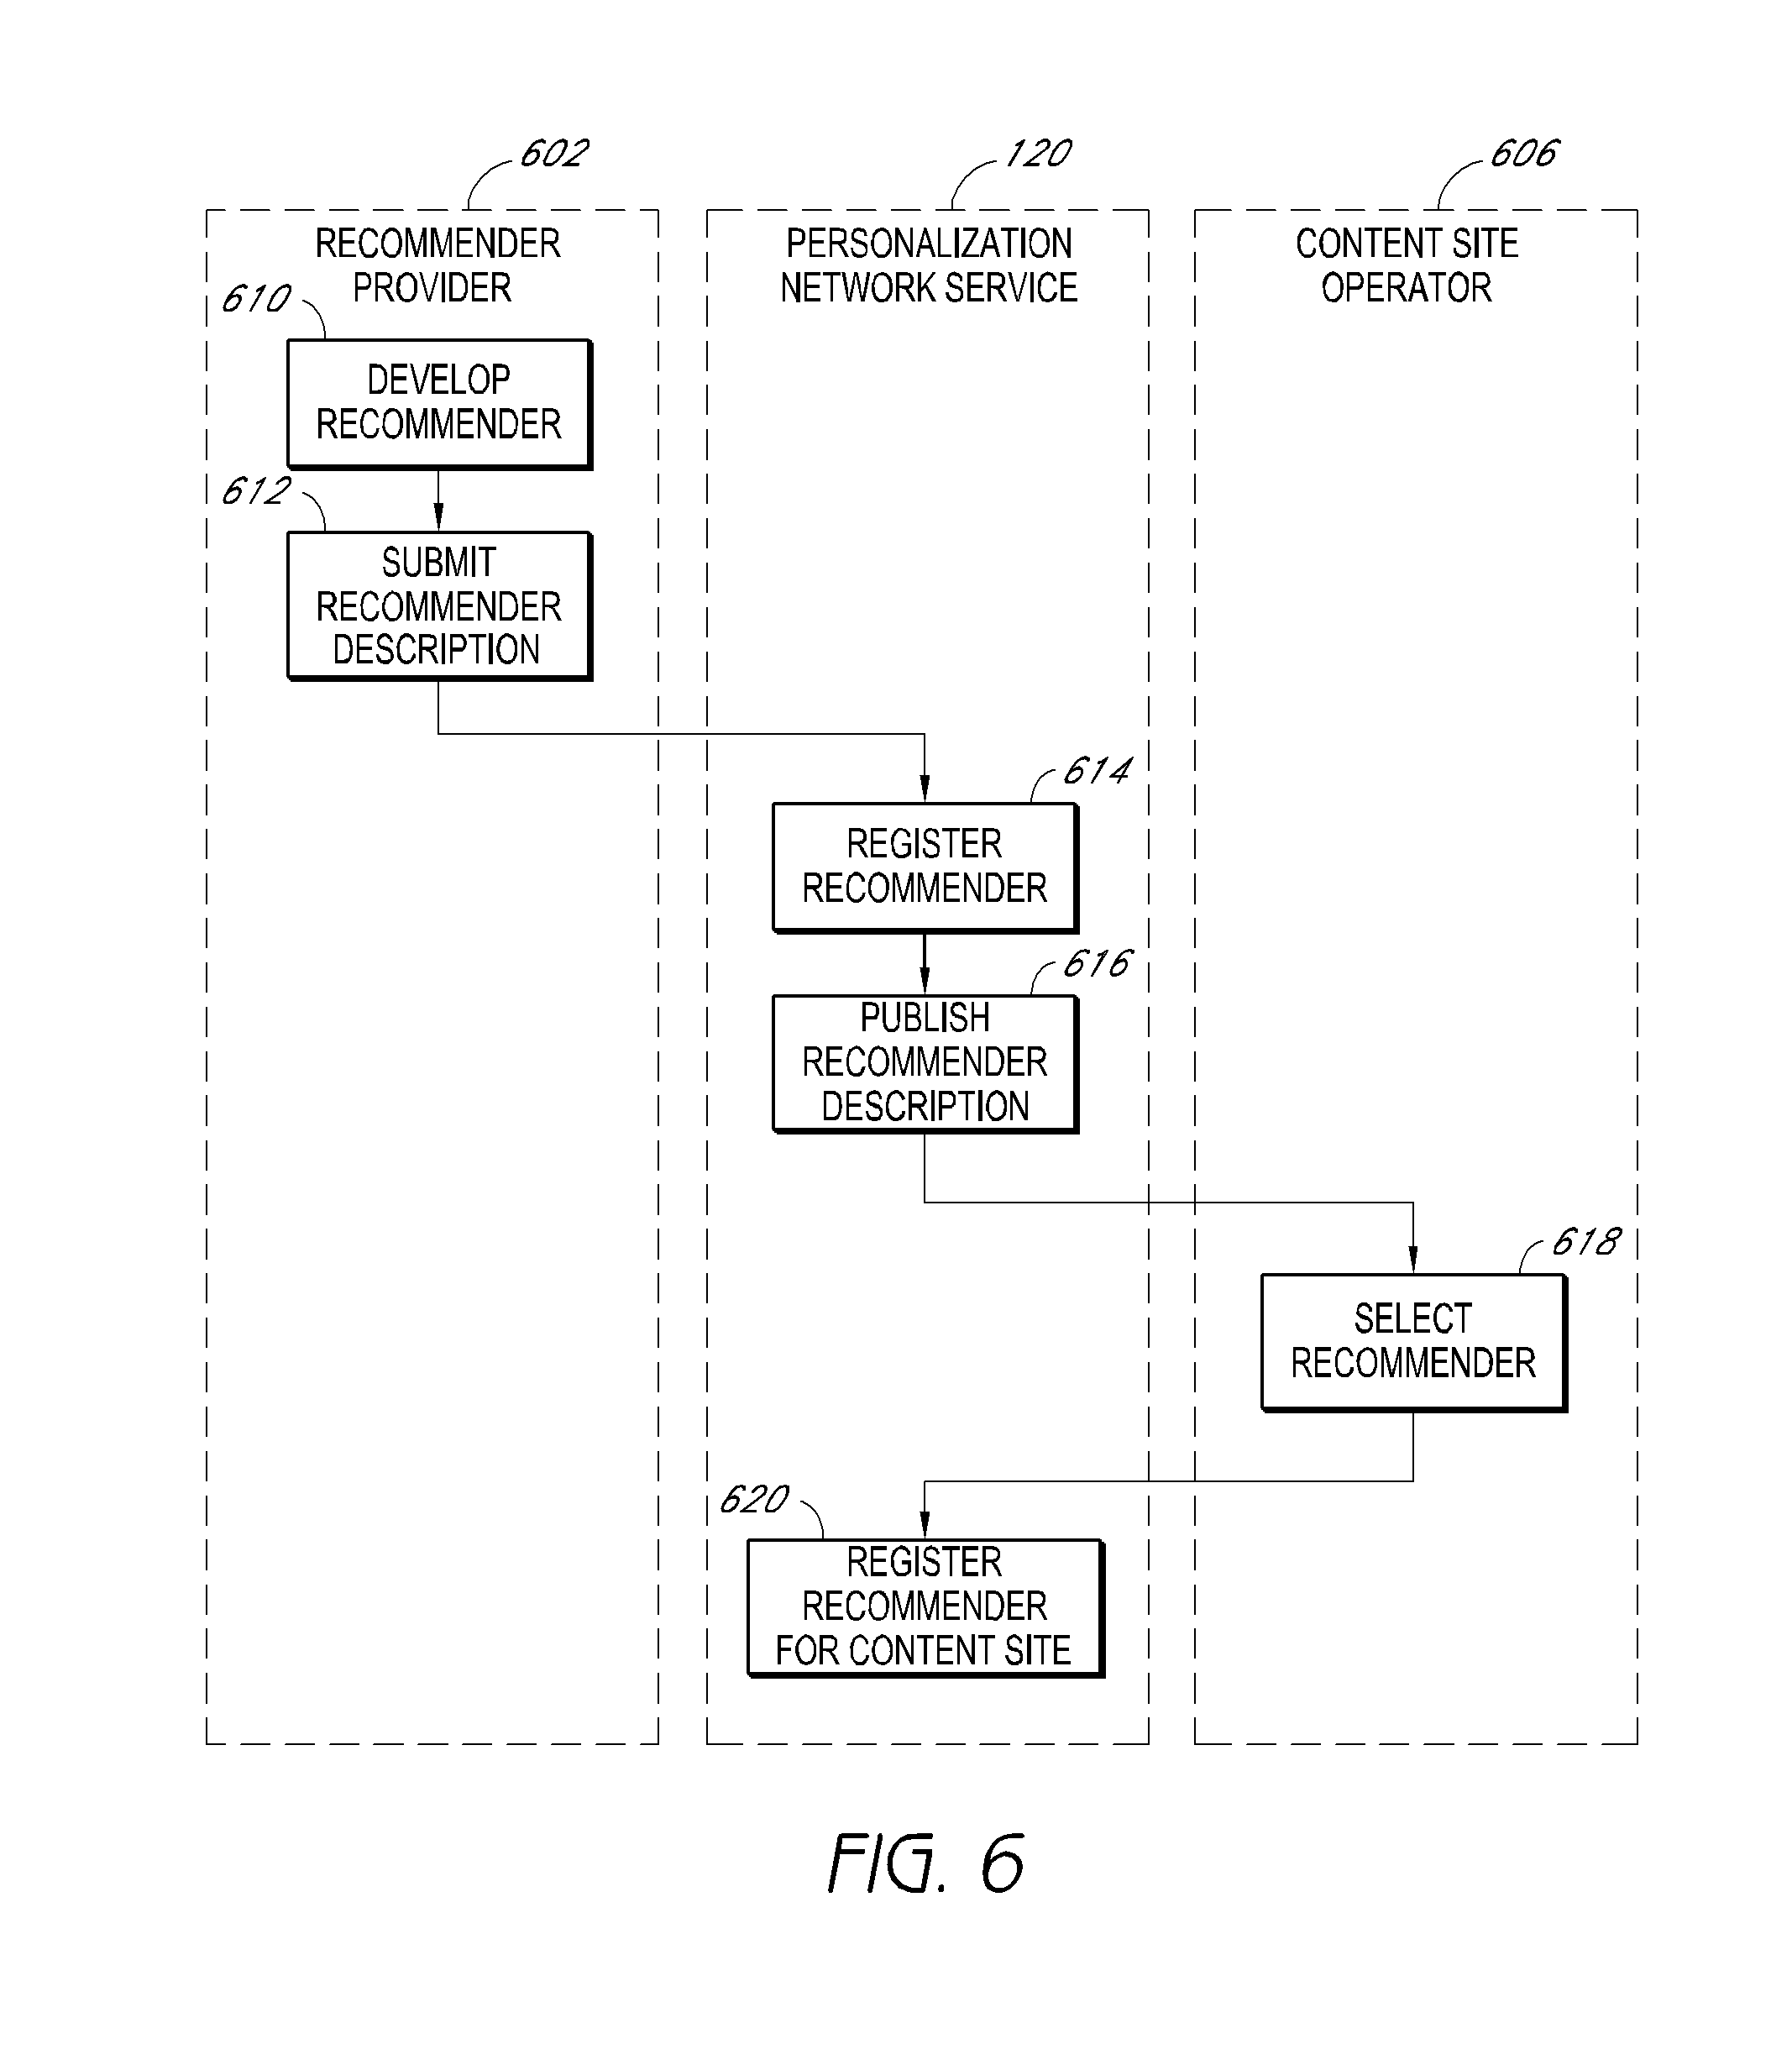 602
120
606
RECOMMENDER
PROVIDER
PERSONALIZATION
NETWORK SERVICE
CONTENT SITE
OPERATOR
610
DEVELOP
RECOMMENDER
612
SUBMIT
RECOMMENDER
DESCRIPTION
614
REGISTER
RECOMMENDER
616
PUBLISH
RECOMMENDER
DESCRIPTION
618
SELECT
RECOMMENDER
620
REGISTER
RECOMMENDER
FOR CONTENT SITE
FIG. 6